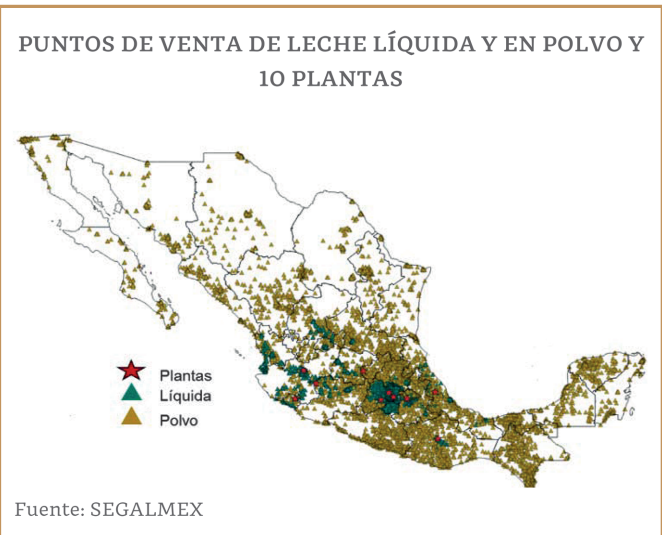 PUNTOS DE VENTA DE LECHE LÍQUIDA Y EN POLVO Y
10 PLANTAS
Plantas
Líquida
Polvo
Fuente: SEGALMEX